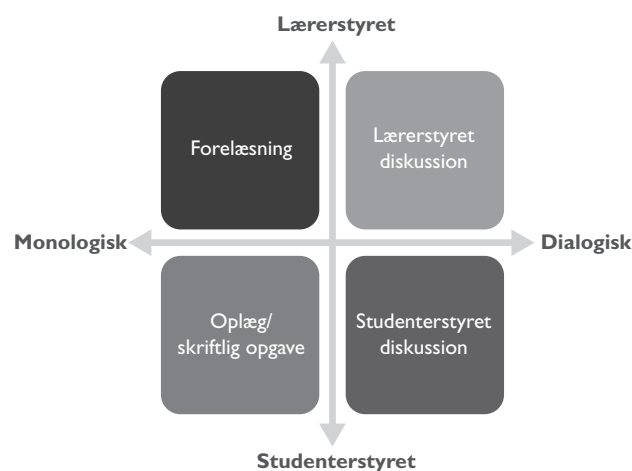 Lærerstyret
Forelæsning
Lærerstyret
diskussion
Monologisk
Dialogisk
Oplæg/
skriftlig opgave
Studenterstyret
diskussion
Studenterstyret